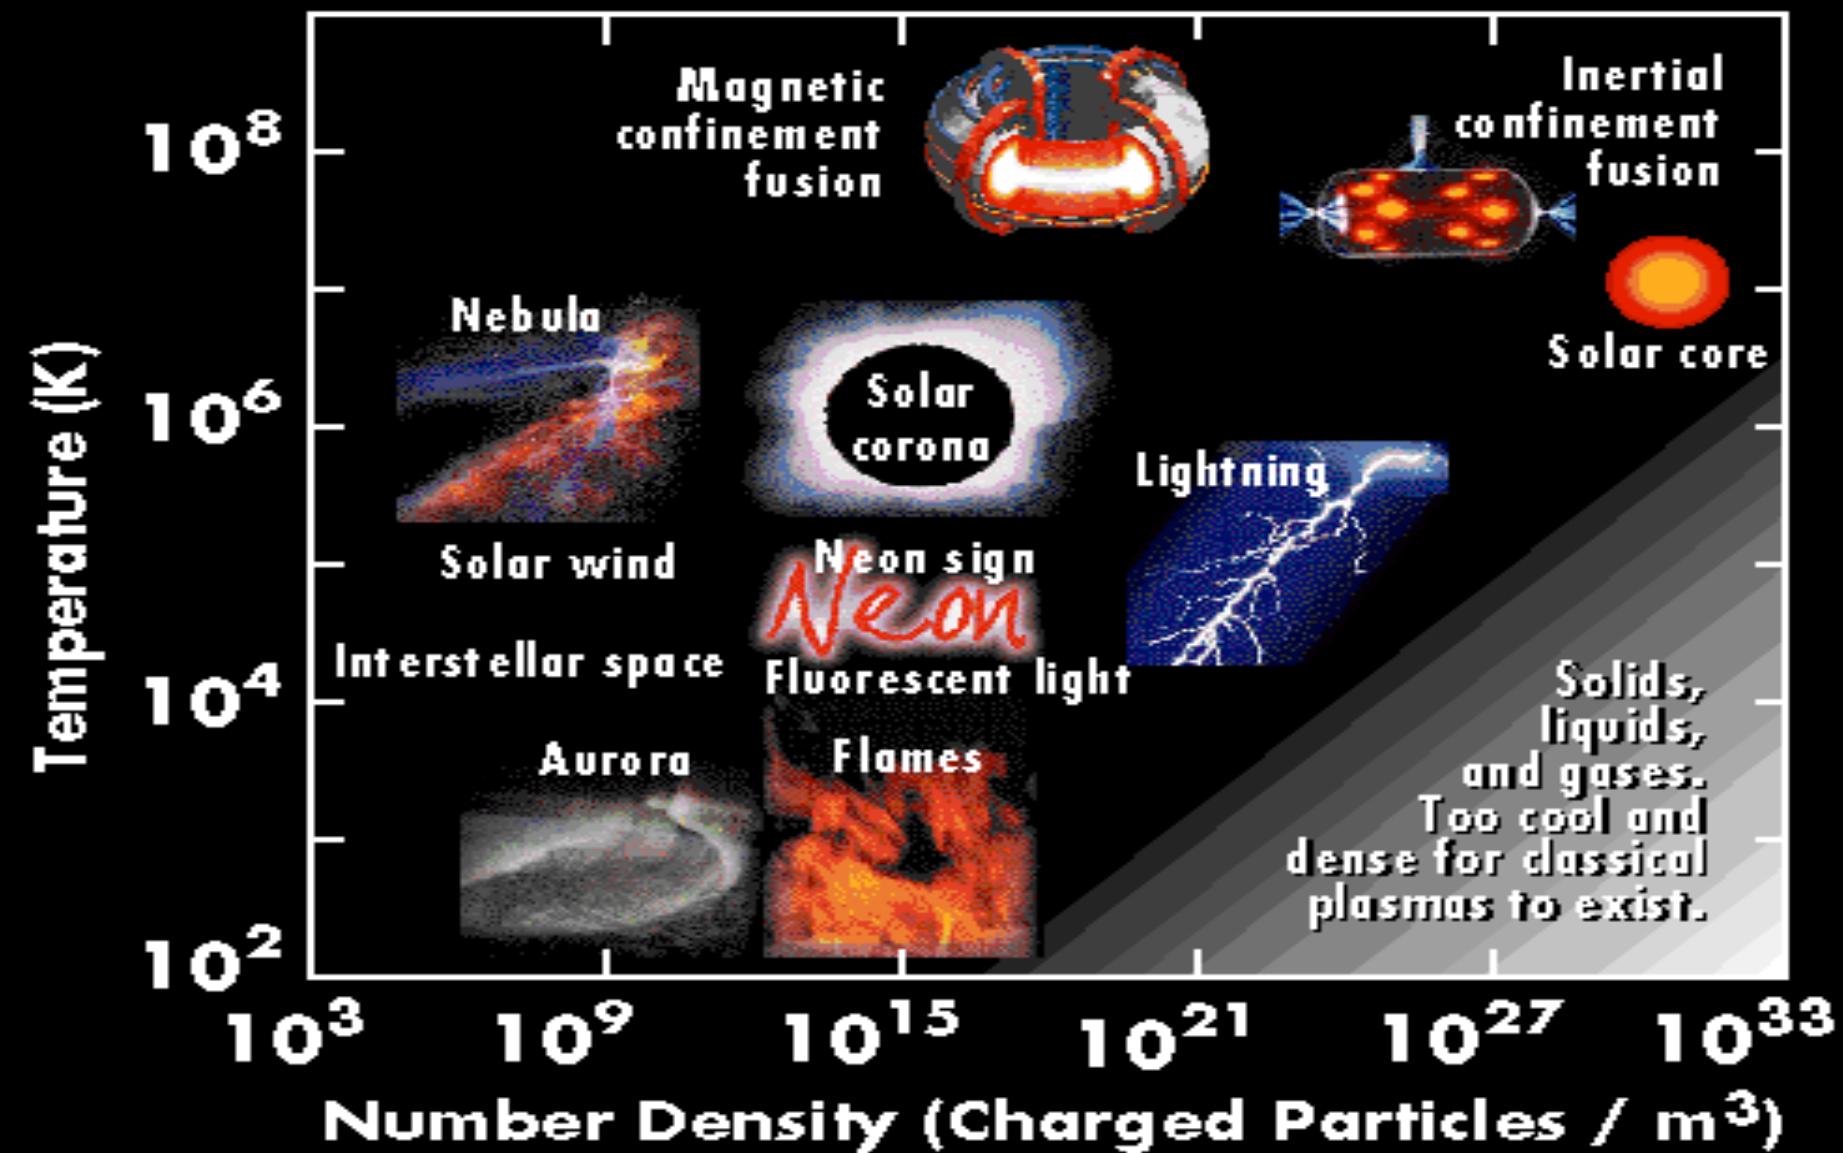 Magnetic
confinement
fusion
Inertial
confinement
fusion
10⁸
Nebula
Solar core
Solar
corona
10⁶
Lightning
Temperature (K)
Solar wind
Neon sign
Neon
Interstellar space
Fluorescent light
10⁴
Aurora
Flames
Solids,
liquids,
and gases.
Too cool and
dense for classical
plasmas to exist.
10²
10³ 10⁹ 10¹⁵ 10²¹ 10²⁷ 10³³
Number Density (Charged Particles / m³)